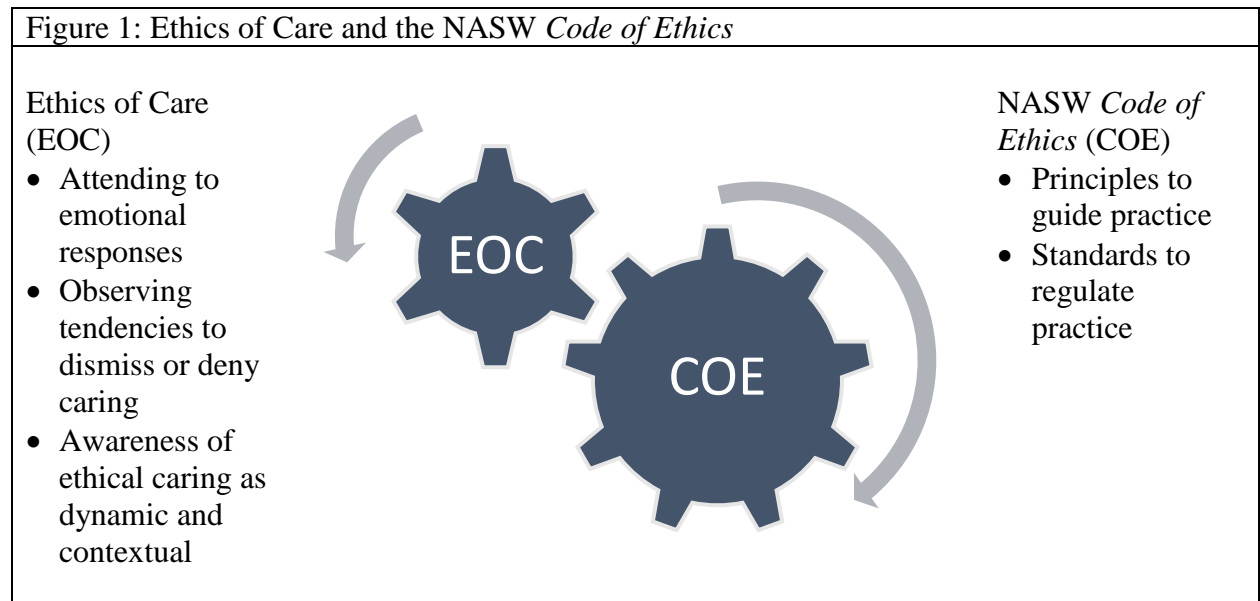 Figure 1: Ethics of Care and the NASW Code of Ethics
Ethics of Care
(EOC)
• Attending to
emotional
responses
• Observing
tendencies to
dismiss or deny
caring
• Awareness of
ethical caring as
dynamic and
contextual
EOC
COE
NASW Code of
Ethics (COE)
• Principles to
guide practice
• Standards to
regulate
practice